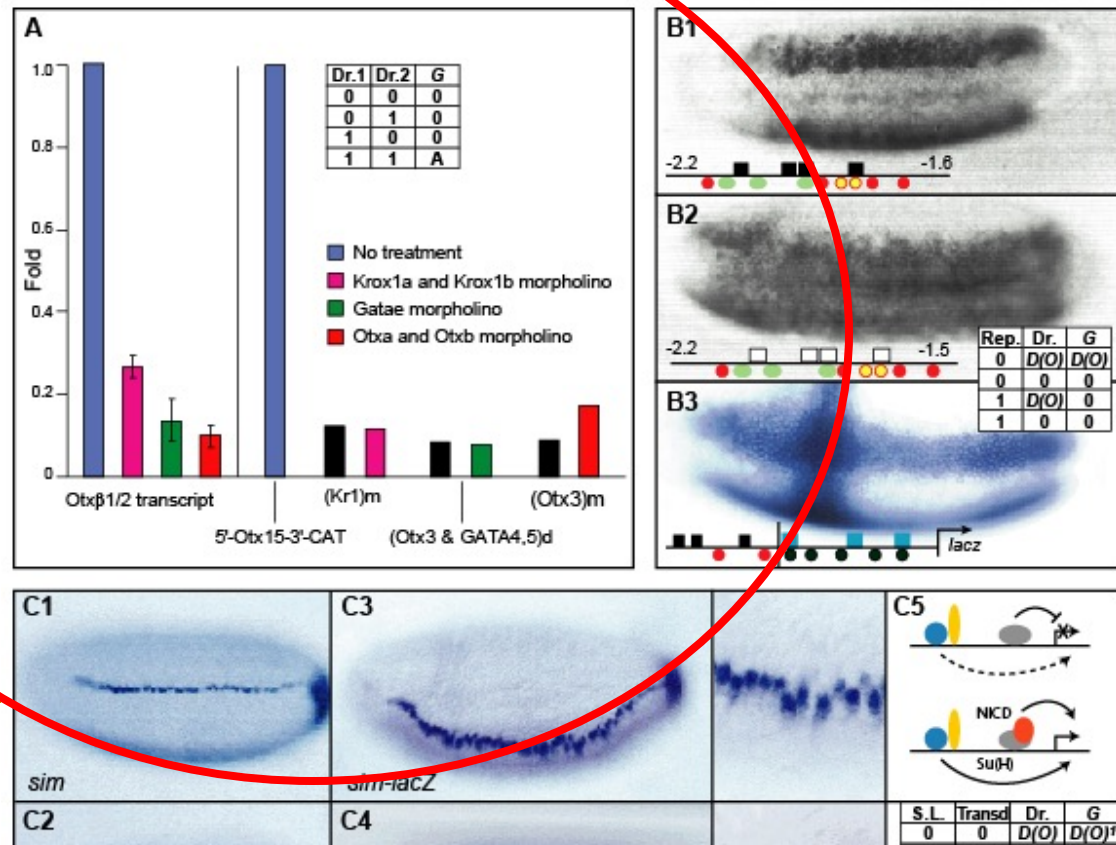 A
1.0
0.8
0.6
0.4
0.2
0
Fold
Dr.1 Dr.2 G
0 0 0
0 1 0
1 0 0
1 1 A
No treatment
Krox1a and Krox1b morpholino
Gatae morpholino
Otxa and Otxb morpholino
Otxβ1/2 transcript
5'-Otx15-3'-CAT
(Kr1)m
(Otx3 & GATA4,5)d
(Otx3)m
B1
-2.2 -1.6
B2
-2.2 -1.5
Rep. Dr. G
0 D(O) D(O)
0 0 0
1 D(O) 0
1 0 0
B3
lacz
C1
sim
C3
sim-lacZ
C5
NICD
Su(H)
C2
C4
S.L. Transd Dr. G
0 0 D(O) D(O)¹